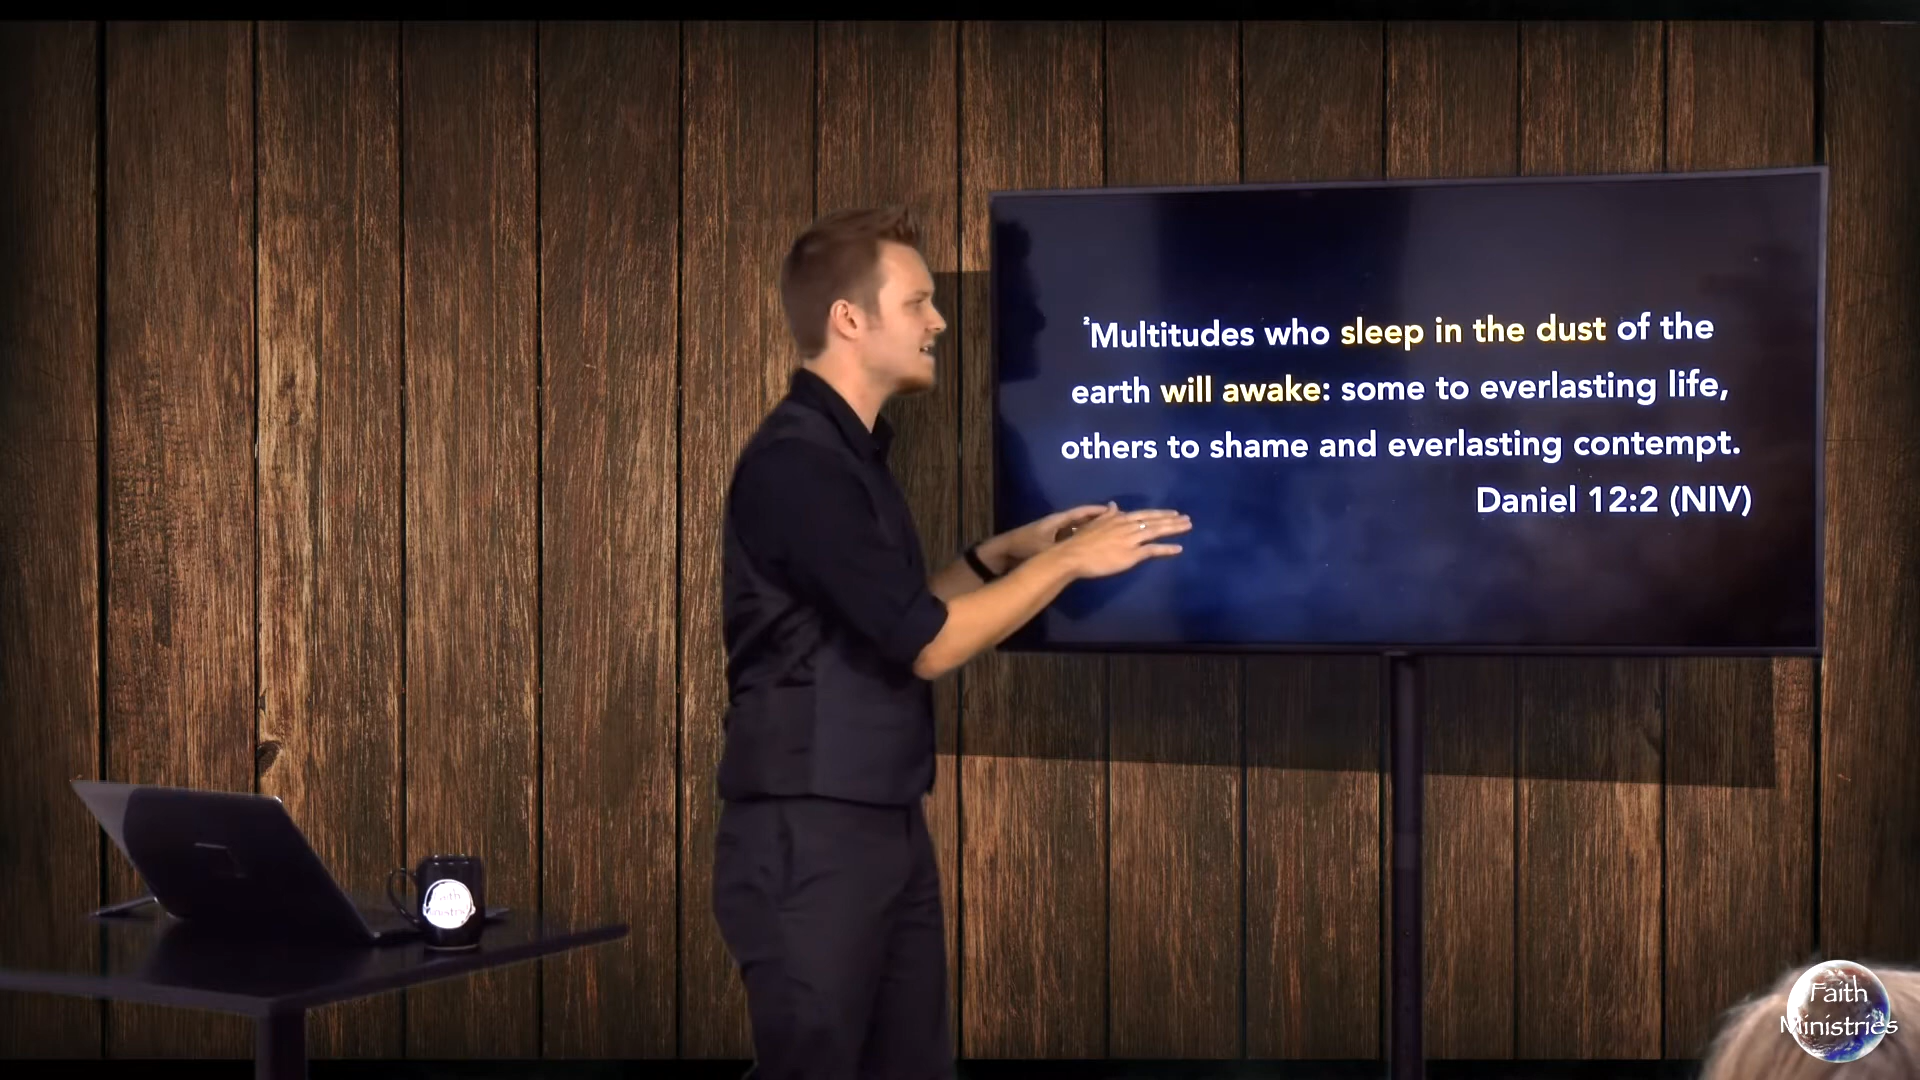 ²Multitudes who sleep in the dust of the
earth will awake: some to everlasting life,
others to shame and everlasting contempt.
Daniel 12:2 (NIV)
Faith
Ministries